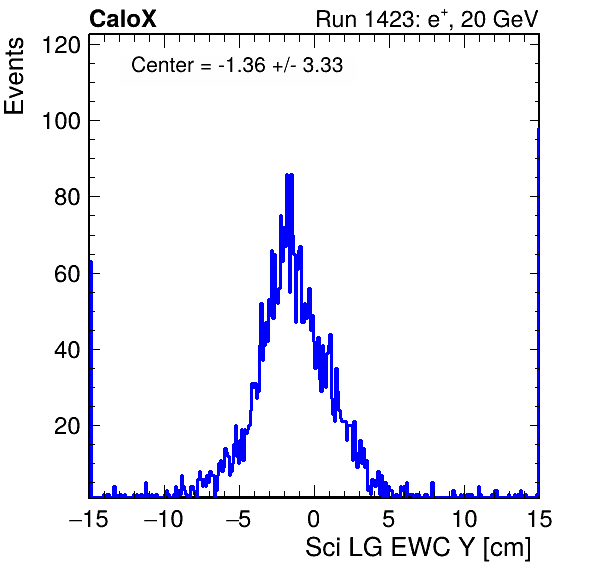 CaloX
Run 1423: e⁺, 20 GeV
Center = -1.36 +/- 3.33
Events
120
100
80
60
40
20
−15 −10 −5 0 5 10 15
Sci LG EWC Y [cm]